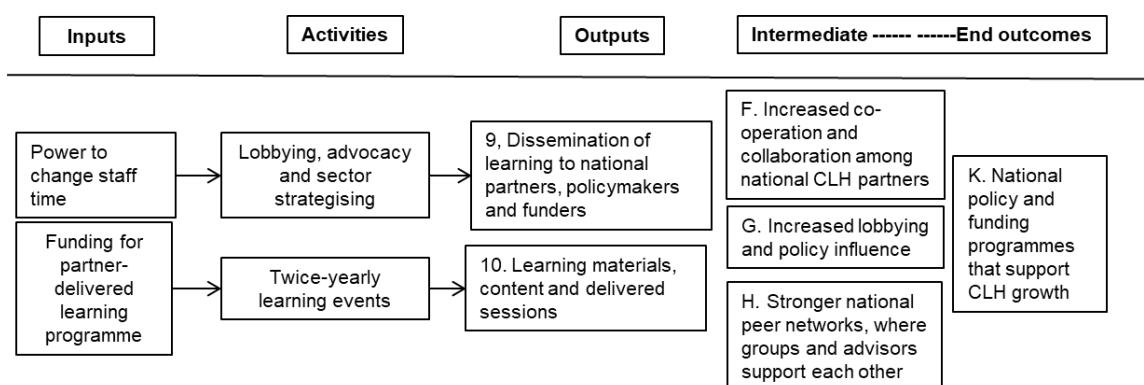 Inputs
Activities
Outputs
Intermediate ------ ------End outcomes
Power to
change staff
time
Lobbying, advocacy
and sector
strategising
9, Dissemination of
learning to national
partners, policymakers
and funders
F. Increased co-
operation and
collaboration among
national CLH partners
K. National
policy and
funding
programmes
that support
CLH growth
G. Increased lobbying
and policy influence
Funding for
partner-
delivered
learning
programme
Twice-yearly
learning events
10. Learning materials,
content and delivered
sessions
H. Stronger national
peer networks, where
groups and advisors
support each other